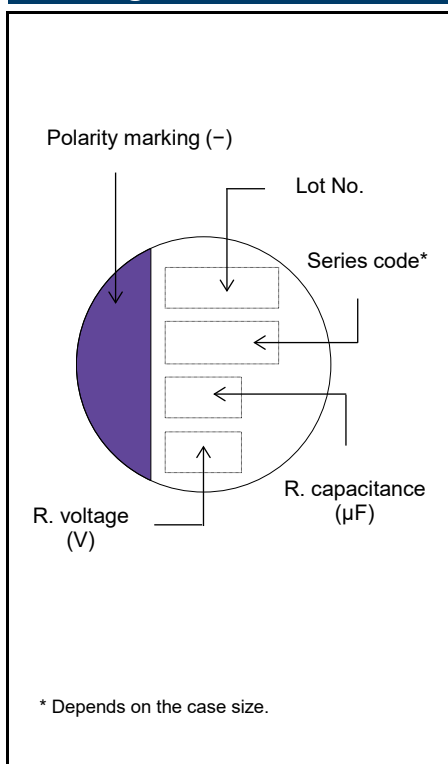 Polarity marking (−)
Lot No.
Series code*
R. capacitance
(µF)
R. voltage
(V)
* Depends on the case size.